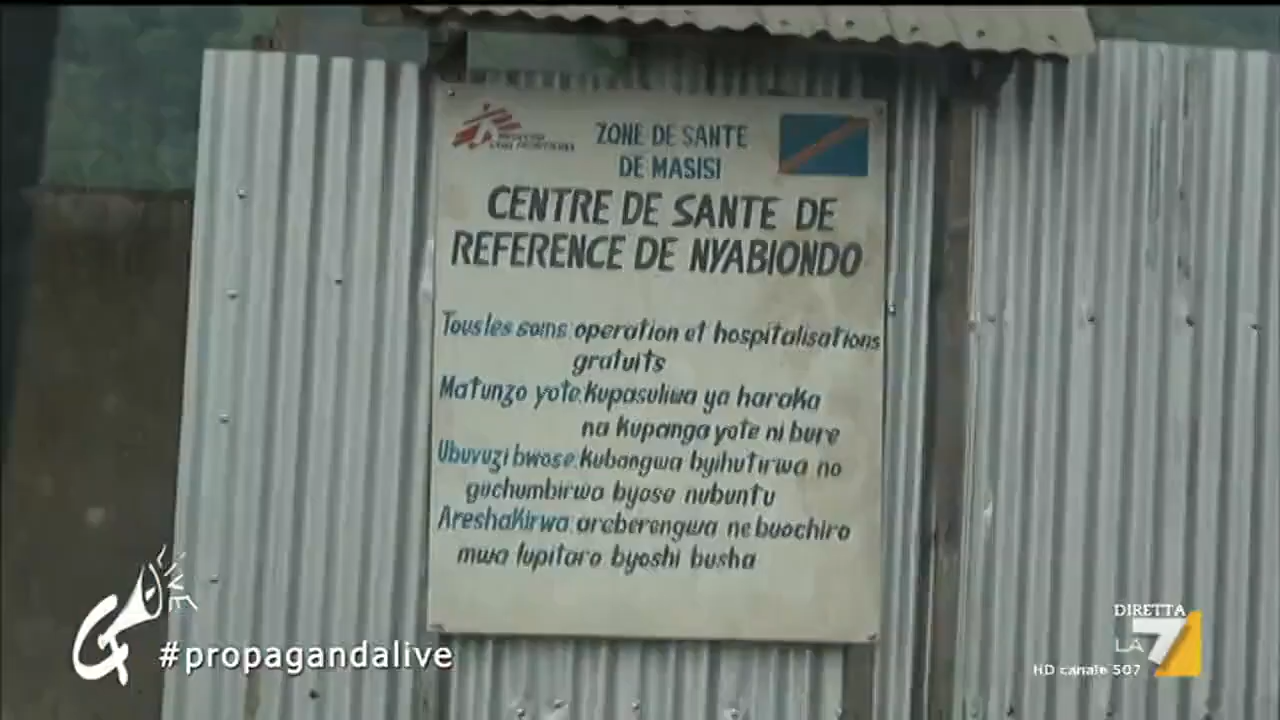 ZONE DE SANTE
DE MASISI
CENTRE DE SANTE DE
REFERENCE DE NYABIONDO
Tous les soins: operation et hospitalisations
gratuits
Matunzo yote: Kupasuliwa ya haraka
na Kupanga yote ni bure
Ubuvuzi bwose: Kubangwa byihutirwa no
guchumbirwa byose nubuntu
AreshaKirwa: areberengwa ne buochiro
mwa lupitaro byoshi busha
LIVE
#propagandalive
DIRETTA
LA7
HD canale 507